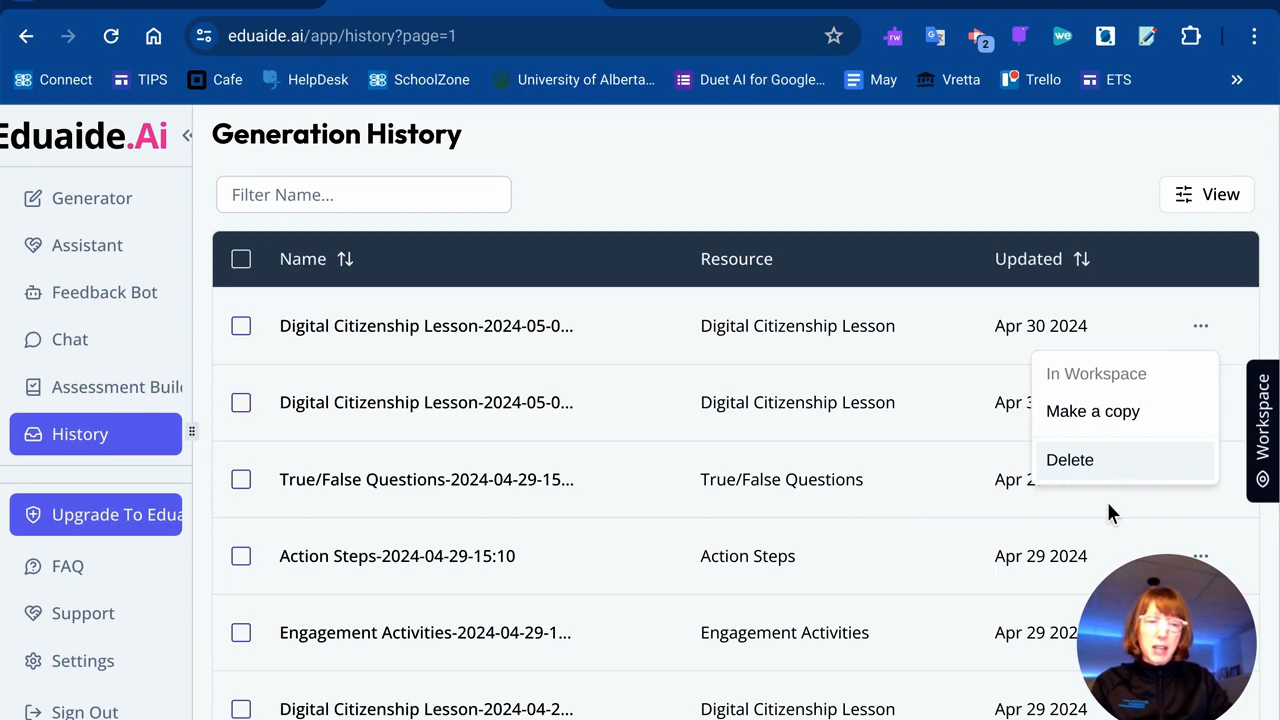 eduaide.ai/app/history?page=1
rw
2
we
Connect
TIPS
Cafe
HelpDesk
SchoolZone
University of Alberta...
Duet AI for Google...
May
Vretta
Trello
ETS
Eduaide.Ai
Generator
Assistant
Feedback Bot
Chat
Assessment Buil
History
Upgrade To Edua
FAQ
Support
Settings
Sign Out
Generation History
Filter Name...
View
Name Resource Updated
Digital Citizenship Lesson-2024-05-0... Digital Citizenship Lesson Apr 30 2024
Digital Citizenship Lesson-2024-05-0... Digital Citizenship Lesson Apr 3
True/False Questions-2024-04-29-15... True/False Questions Apr 2
Action Steps-2024-04-29-15:10 Action Steps Apr 29 2024
Engagement Activities-2024-04-29-1... Engagement Activities Apr 29 202
Digital Citizenship Lesson-2024-04-2... Digital Citizenship Lesson Apr 29 2024
In Workspace
Make a copy
Delete
Workspace